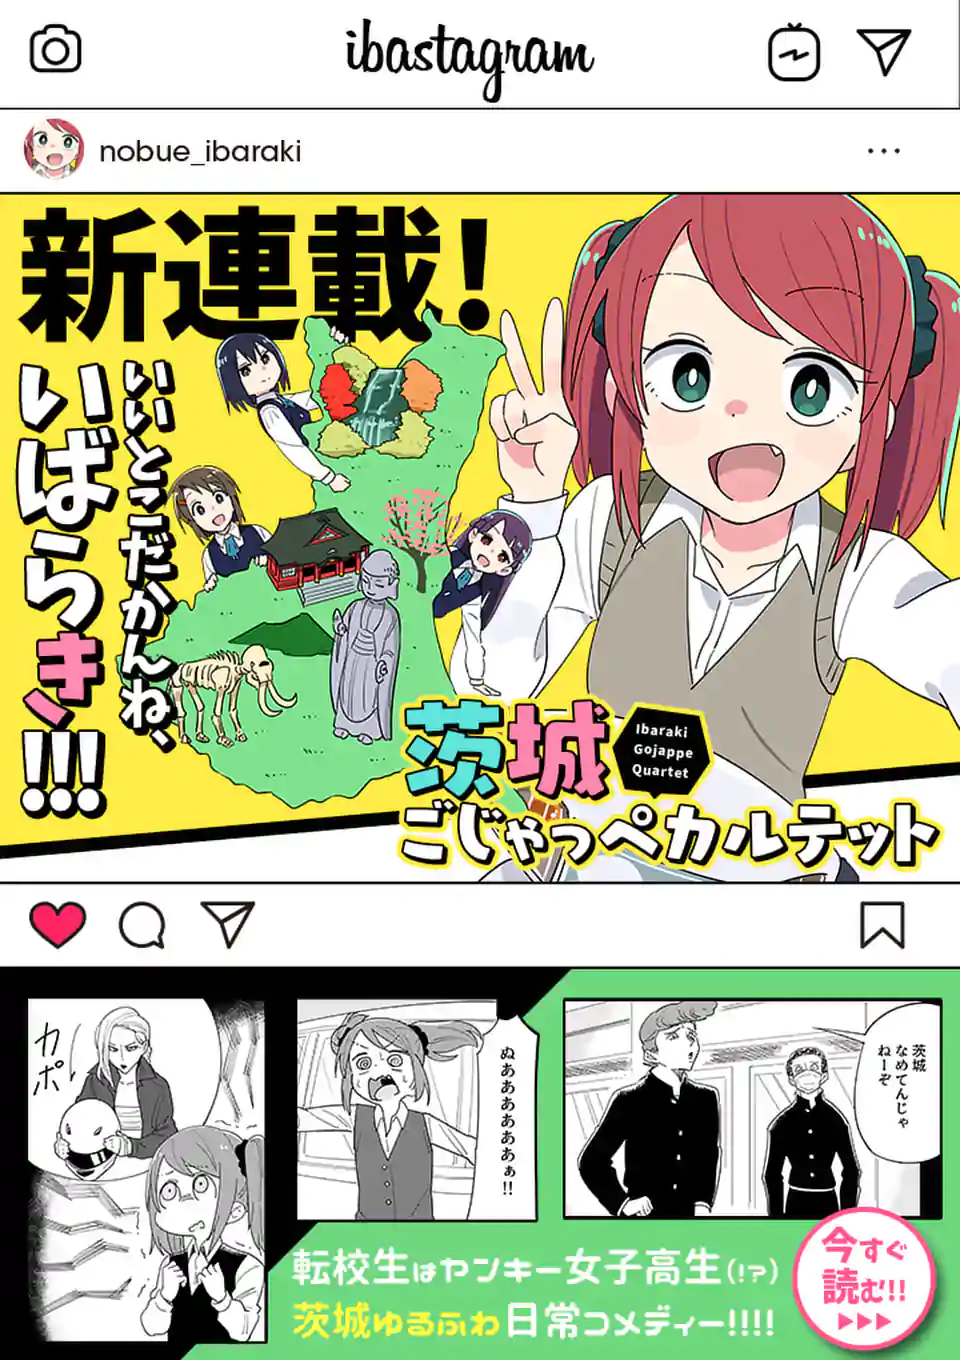 ibastagram
nobue_ibaraki
新連載!
いいとこだかんね、
いばらき!!!
茨城
Ibaraki
Gojappe
Quartet
ごじゃっぺカルテット
カポ
ぬああああああぁ!!
茨城
なめてんじゃ
ねーぞ
転校生はヤンキー女子高生(!?)
茨城ゆるふわ日常コメディー!!!!
今すぐ
読む!!